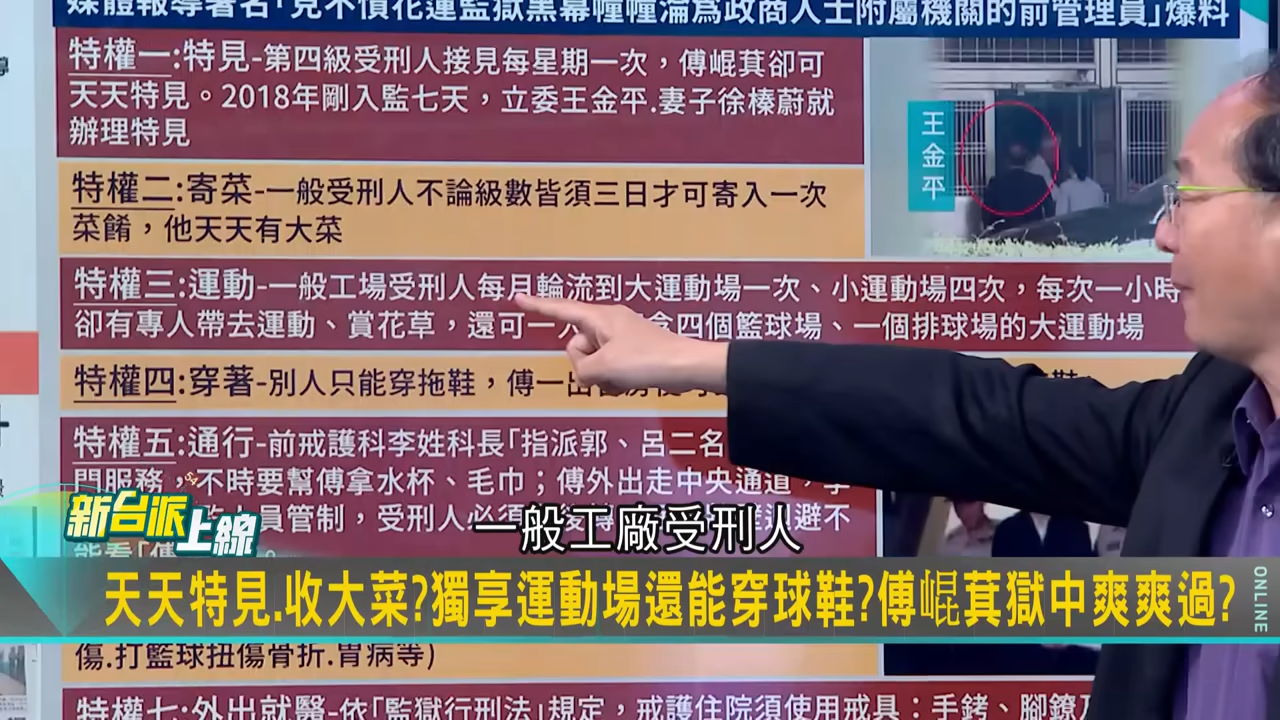 媒體報導署名「見不慣花蓮監獄黑幕幢幢淪為政商人士附屬機關的前管理員」爆料
特權一:特見-第四級受刑人接見每星期一次，傅崐萁卻可
天天特見。2018年剛入監七天，立委王金平.妻子徐榛蔚就
辦理特見
王金平
特權二:寄菜-一般受刑人不論級數皆須三日才可寄入一次
菜餚，他天天有大菜
特權三:運動-一般工場受刑人每月輪流到大運動場一次、小運動場四次，每次一小時
卻有專人帶去運動、賞花草，還可一
四個籃球場、一個排球場的大運動場
特權四:穿著-別人只能穿拖鞋，傅一出
特權五:通行-前戒護科李姓科長「指派郭、呂二名
門服務，不時要幫傅拿水杯、毛巾；傅外出走中央通道，
員管制，受刑人必須
避不
能看「傅
新台派上線
一般工廠受刑人
天天特見.收大菜?獨享運動場還能穿球鞋?傅崐萁獄中爽爽過?
ONLINE
傷.打籃球扭傷骨折.胃病等)
特權七:外出就醫-依「監獄行刑法」規定，戒護住院須使用戒具：手銬、腳鐐